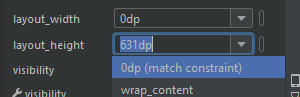 layout_width 0dp
layout_height 631dp
visibility 0dp (match constraint)
visibility wrap_content